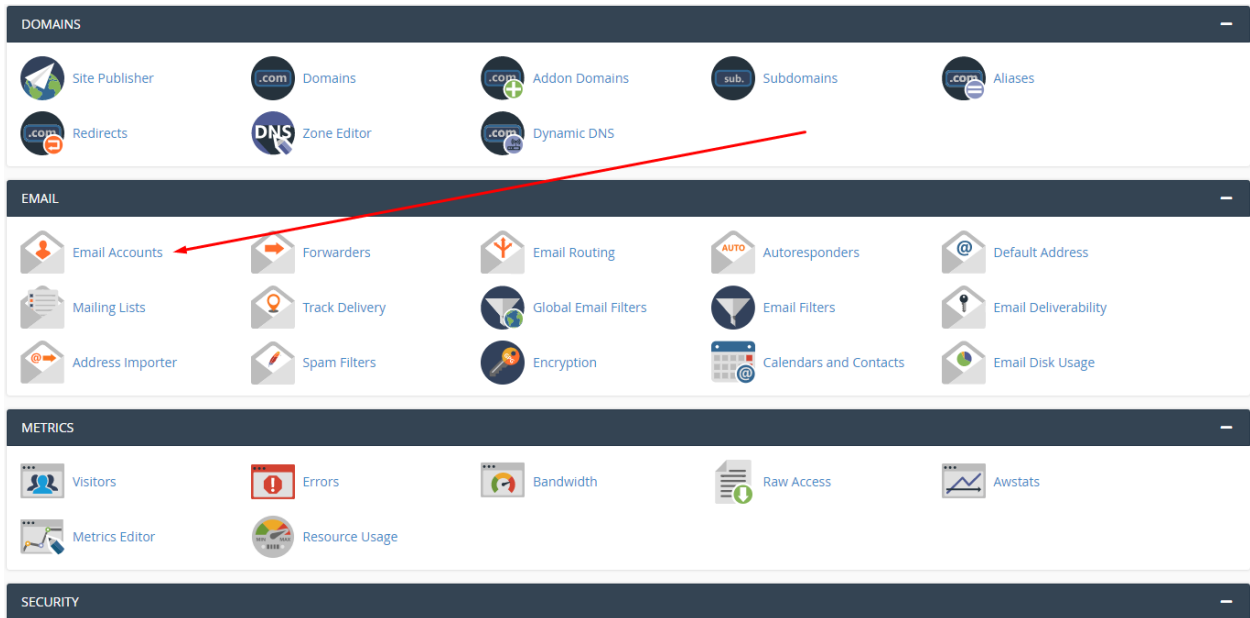 DOMAINS
Site Publisher
.com Domains
.com Addon Domains
sub. Subdomains
.com Aliases
.com Redirects
DNS Zone Editor
.com Dynamic DNS
EMAIL
Email Accounts
Forwarders
Email Routing
AUTO Autoresponders
@ Default Address
Mailing Lists
Track Delivery
Global Email Filters
Email Filters
Email Deliverability
@ Address Importer
Spam Filters
Encryption
@ Calendars and Contacts
Email Disk Usage
METRICS
Visitors
Errors
Bandwidth
Raw Access
Awstats
Metrics Editor
MIN MAX Resource Usage
SECURITY